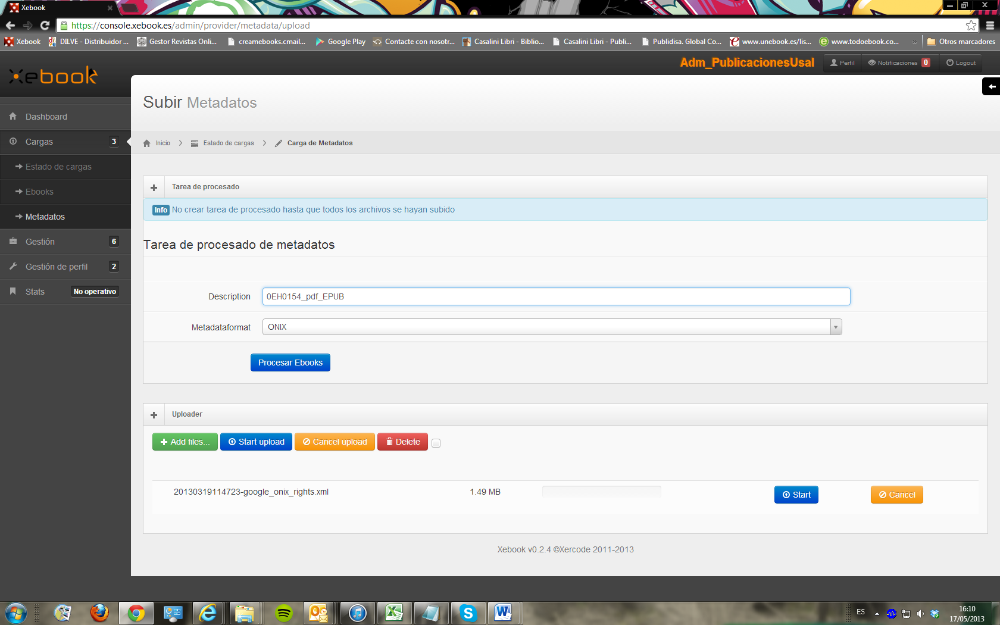 Xebook
https://console.xebook.es/admin/provider/metadata/upload
Xebook DILVE - Distribuidor ... Gestor Revistas Onli... creamebooks.cmail... Google Play Contacte con nosotr... Casalini Libri - Biblio... Casalini Libri - Publi... Publidisa. Global Co... www.unebook.es/lis... www.todoebook.co... » Otros marcadores
xebook
Adm_PublicacionesUsal Perfil Notificaciones 0 Logout
Subir Metadatos
Dashboard
Cargas 3
Estado de cargas
Ebooks
Metadatos
Gestión 6
Gestión de perfil 2
Stats No operativo
Inicio Estado de cargas Carga de Metadatos
Tarea de procesado
Info No crear tarea de procesado hasta que todos los archivos se hayan subido
Tarea de procesado de metadatos
Description 0EH0154_pdf_EPUB
Metadataformat ONIX
Procesar Ebooks
Uploader
Add files... Start upload Cancel upload Delete
20130319114723-google_onix_rights.xml 1.49 MB Start Cancel
Xebook v0.2.4 ©Xercode 2011-2013
ES 16:10
17/05/2013